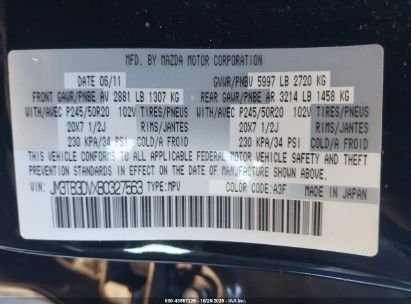 MFD BY MAZDA MOTOR CORPORATION
DATE 06/11 GVWR/PNBV 5997 LB 2720 KG
FRONT GAWR/PNBE AV 2881 LB 1307 KG REAR GAWR/PNBE AR 3214 LB 1458 KG
WITH/AVEC P245/50R20 102V TIRES/PNEUS WITH/AVEC P245/50R20 102V TIRES/PNEUS
20X7 1/2J RIMS/JANTES 20X7 1/2J RIMS/JANTES
230 KPA/34 PSI COLD/A FROID 230 KPA/34 PSI COLD/A FROID
THIS VEHICLE CONFORMS TO ALL APPLICABLE FEDERAL MOTOR VEHICLE SAFETY AND THEFT
PREVENTION STANDARDS IN EFFECT ON THE DATE OF MANUFACTURE SHOWN ABOVE.
JM3TB3DVXB0327563 TYPE:MPV COLOR CODE:A3F MADE IN JAPAN